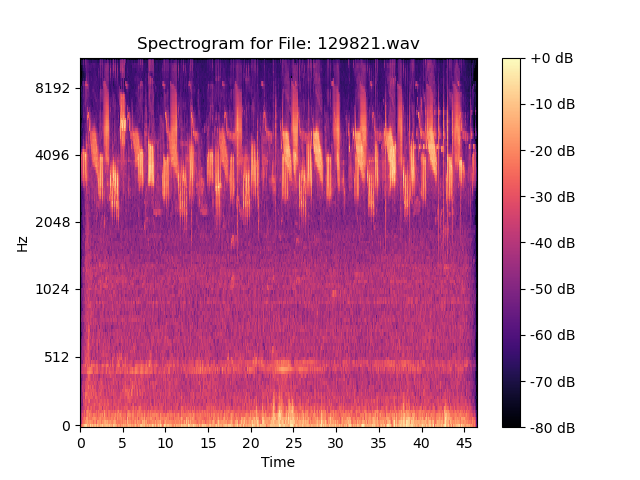 Spectrogram for File: 129821.wav
8192
4096
2048
1024
512
0
Hz
0 5 10 15 20 25 30 35 40 45
Time
+0 dB
-10 dB
-20 dB
-30 dB
-40 dB
-50 dB
-60 dB
-70 dB
-80 dB